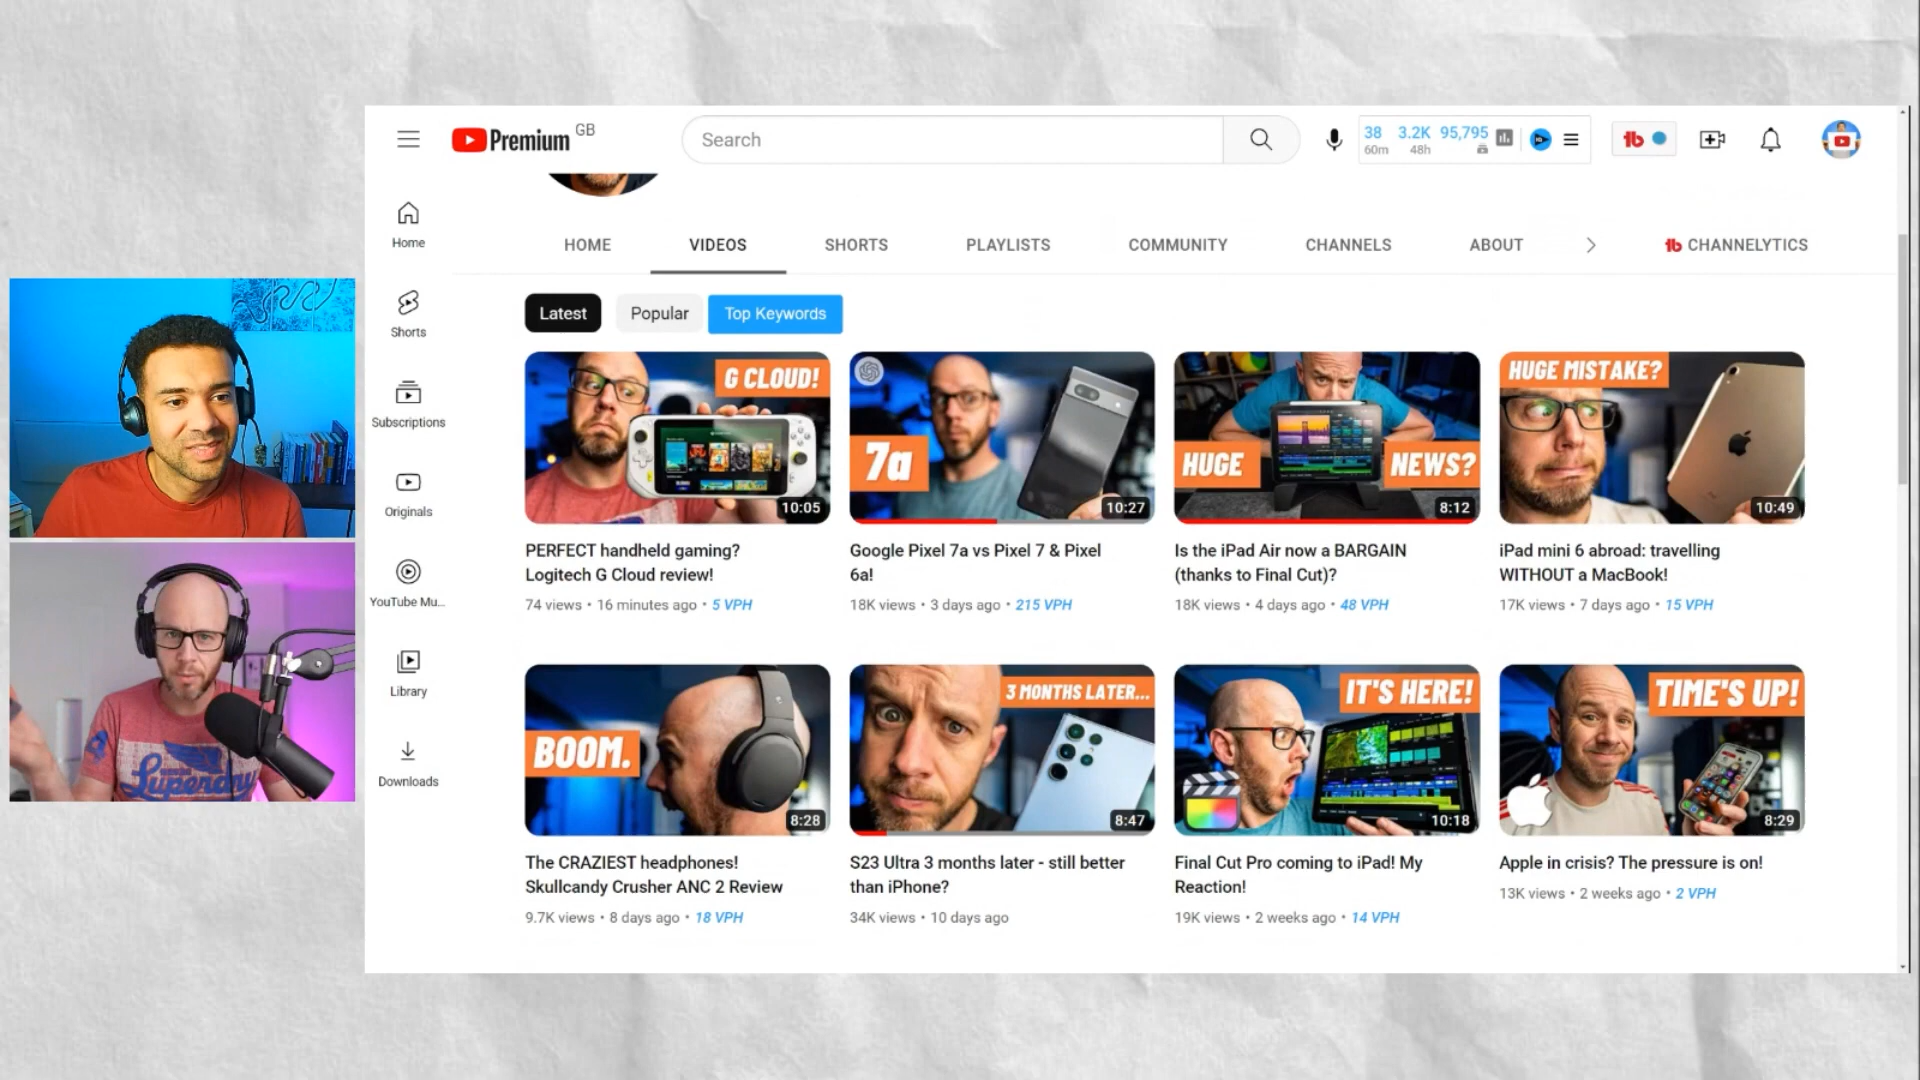 Premium GB
Search
38 3.2K 95,795
60m 48h
Home
Shorts
Subscriptions
Originals
YouTube Mu...
Library
Downloads
HOME VIDEOS SHORTS PLAYLISTS COMMUNITY CHANNELS ABOUT CHANNELYTICS
Latest Popular Top Keywords
G CLOUD!
10:05
7a
10:27
HUGE NEWS?
8:12
HUGE MISTAKE?
10:49
PERFECT handheld gaming?
Logitech G Cloud review!
74 views • 16 minutes ago • 5 VPH
Google Pixel 7a vs Pixel 7 & Pixel
6a!
18K views • 3 days ago • 215 VPH
Is the iPad Air now a BARGAIN
(thanks to Final Cut)?
18K views • 4 days ago • 48 VPH
iPad mini 6 abroad: travelling
WITHOUT a MacBook!
17K views • 7 days ago • 15 VPH
BOOM.
8:28
3 MONTHS LATER...
8:47
IT'S HERE!
10:18
TIME'S UP!
8:29
The CRAZIEST headphones!
Skullcandy Crusher ANC 2 Review
9.7K views • 8 days ago • 18 VPH
S23 Ultra 3 months later - still better
than iPhone?
34K views • 10 days ago
Final Cut Pro coming to iPad! My
Reaction!
19K views • 2 weeks ago • 14 VPH
Apple in crisis? The pressure is on!
13K views • 2 weeks ago • 2 VPH
Superdry